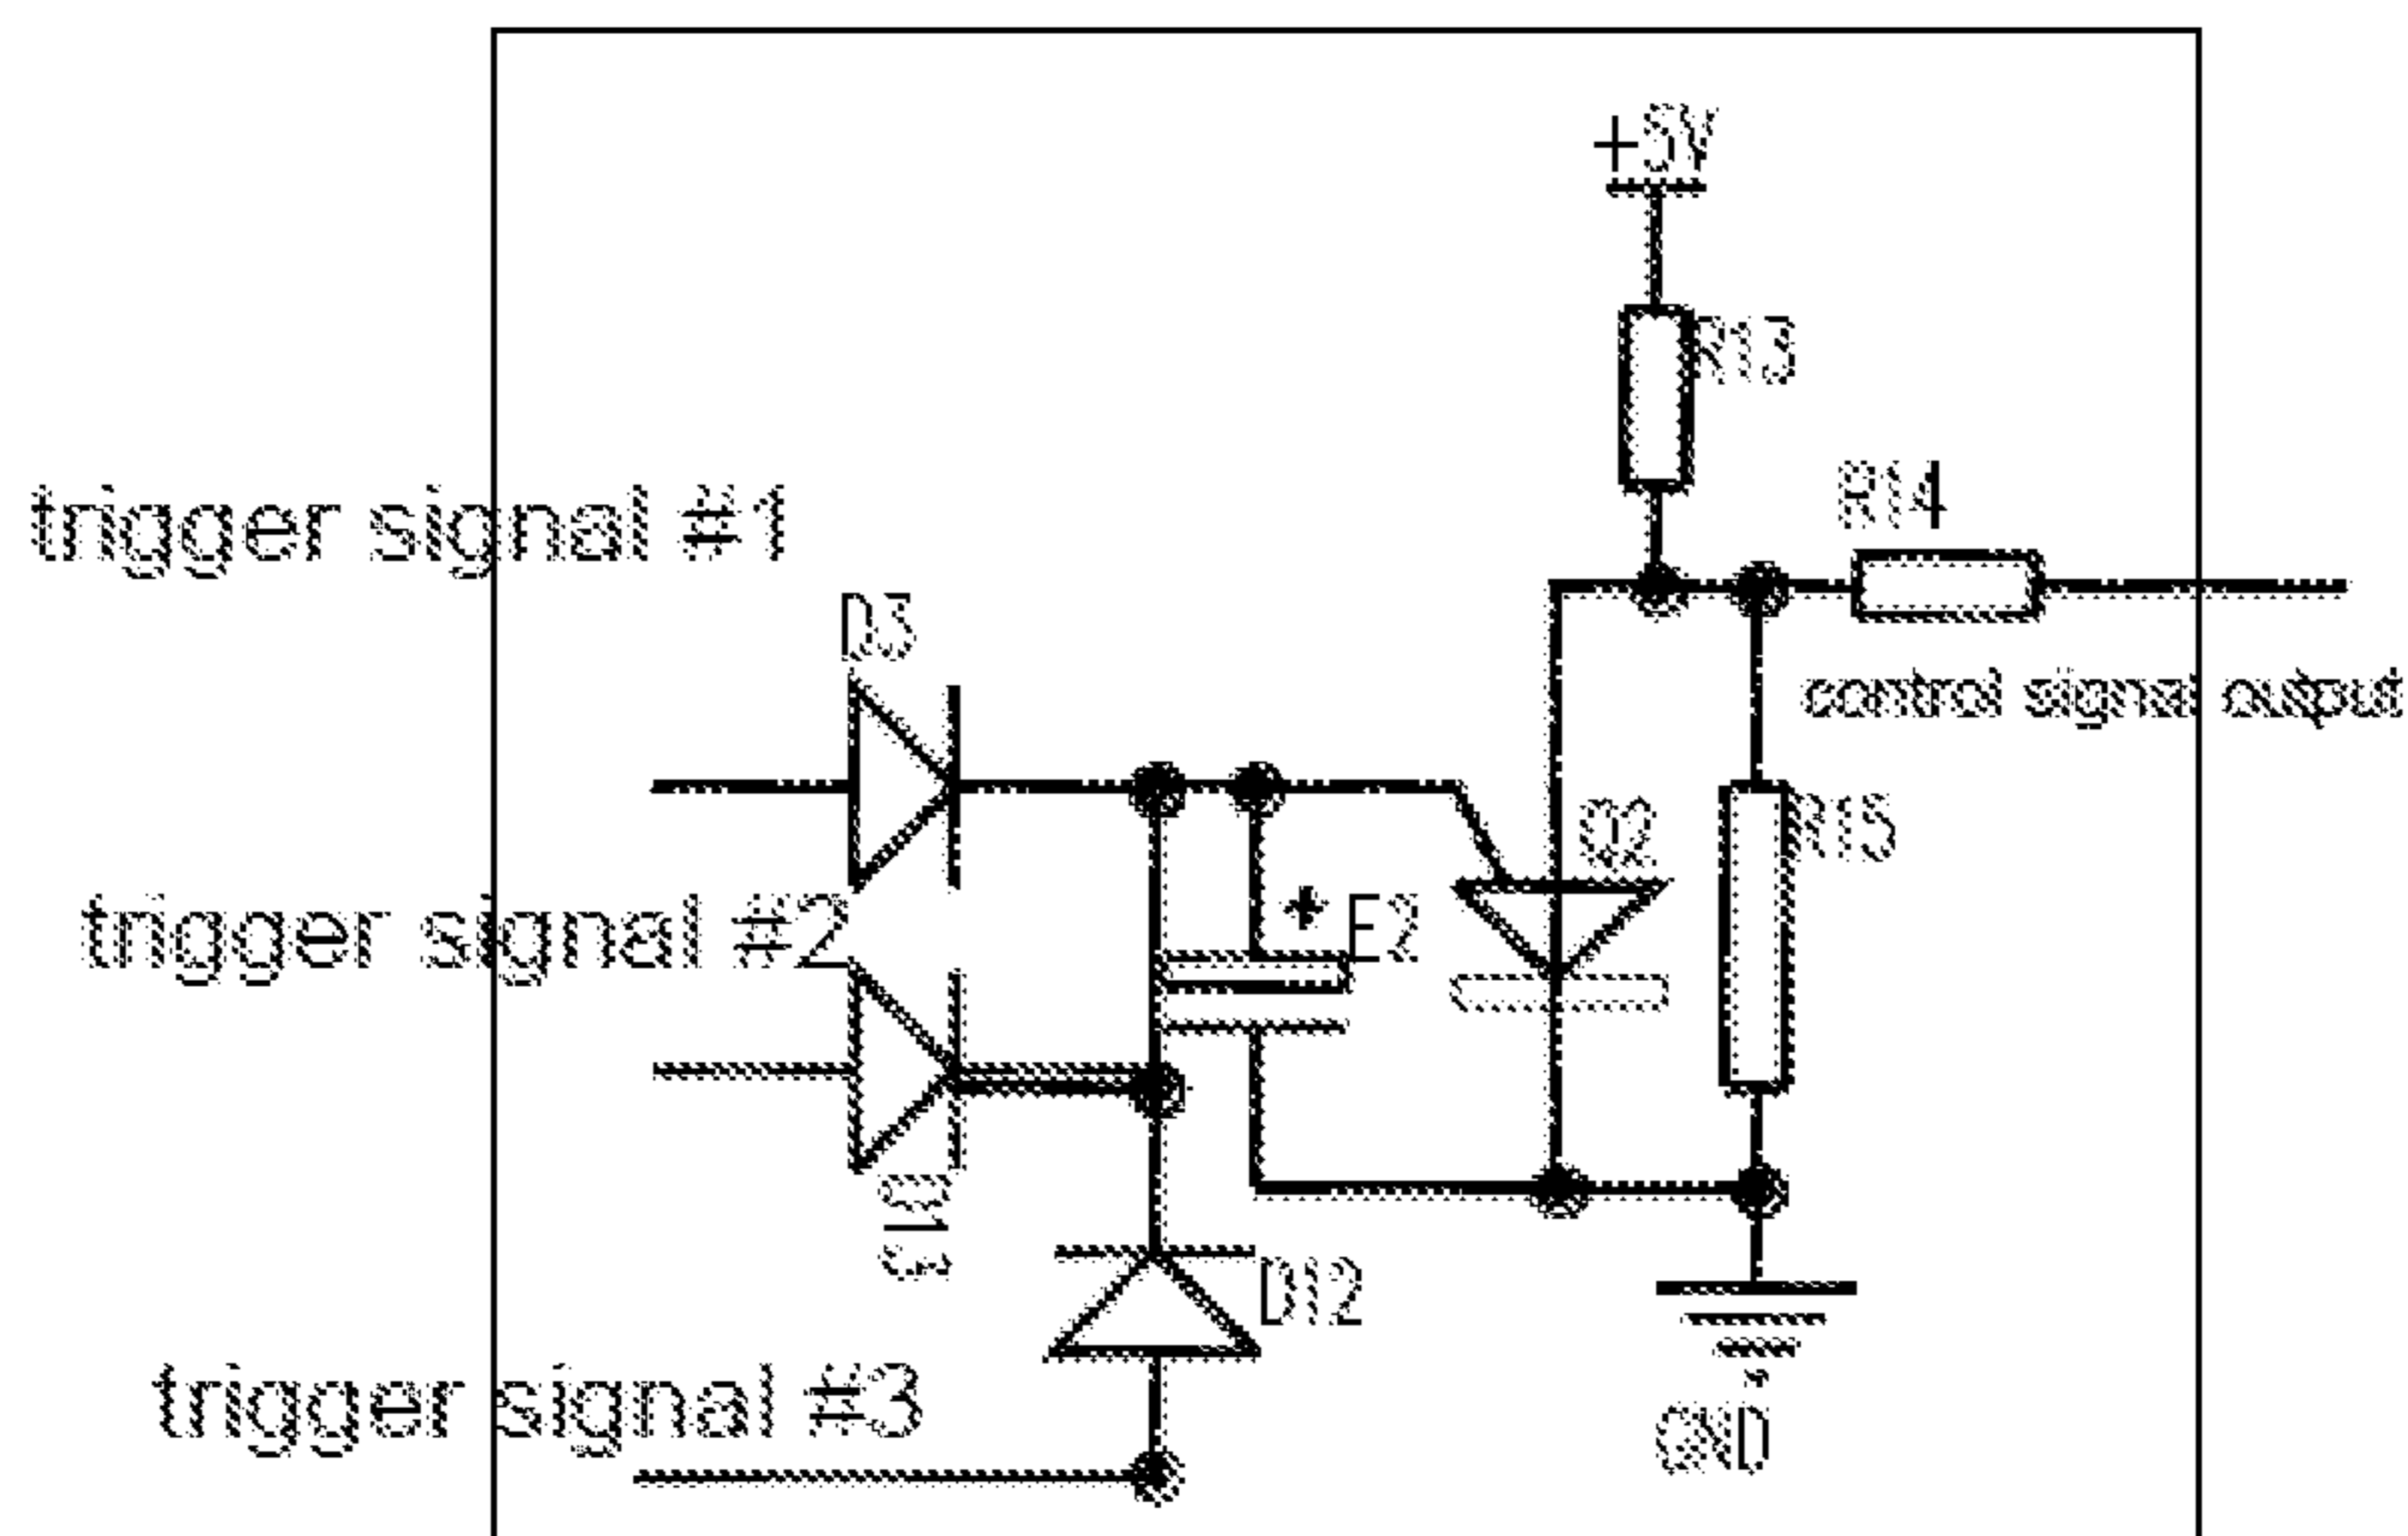 +5V
R13
R14
trigger signal #1
D3
control signal output
Q2
R15
trigger signal #2
+
E2
D12
trigger signal #3
GND